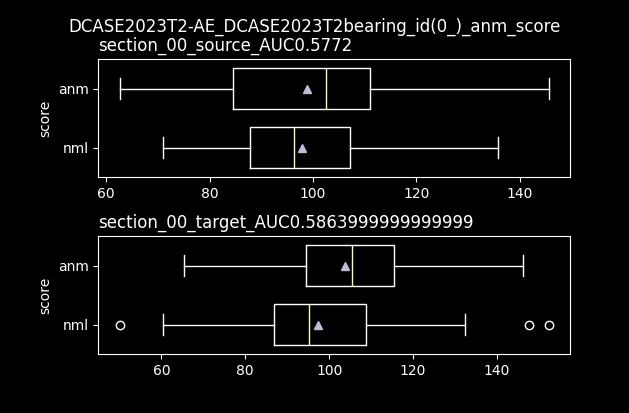 DCASE2023T2-AE_DCASE2023T2bearing_id(0_)_anm_score
section_00_source_AUC0.5772
anm
nml
score
60 80 100 120 140
section_00_target_AUC0.5863999999999999
anm
nml
score
60 80 100 120 140